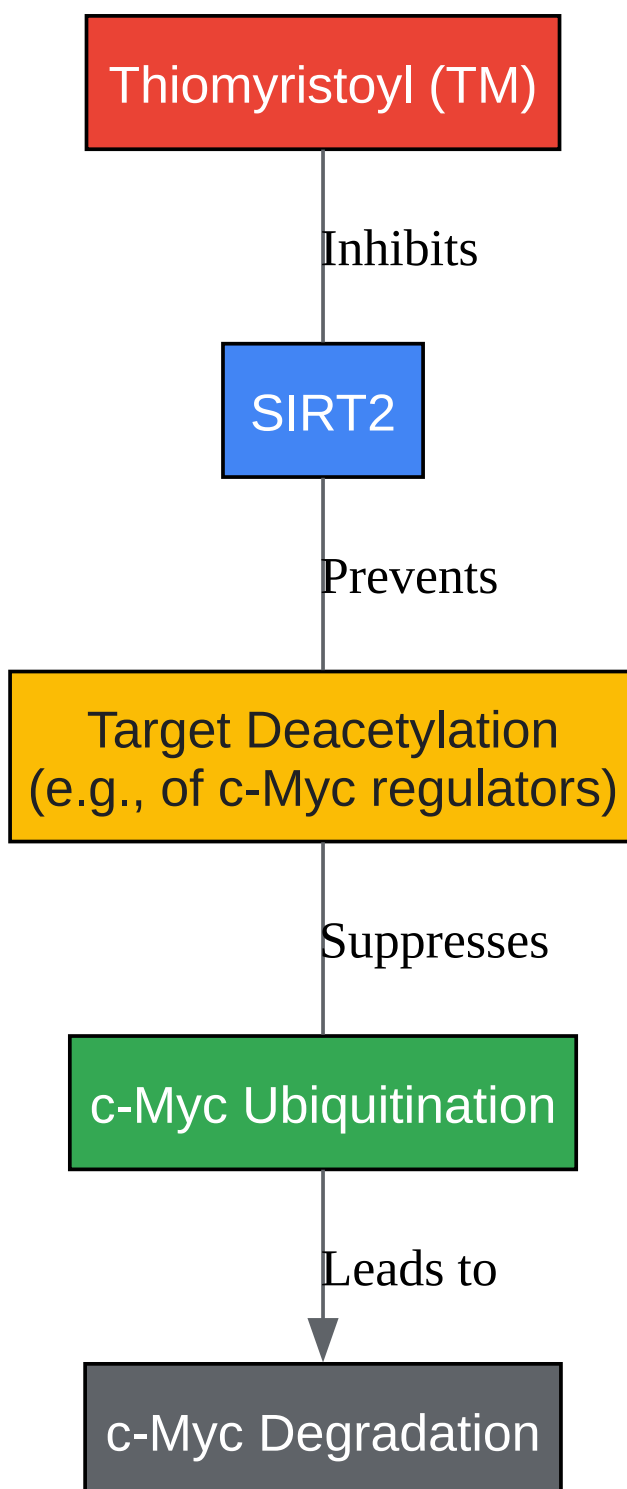 Thiomyristoyl (TM)
Inhibits
SIRT2
Prevents
Target Deacetylation
(e.g., of c-Myc regulators)
Suppresses
c-Myc Ubiquitination
Leads to
c-Myc Degradation